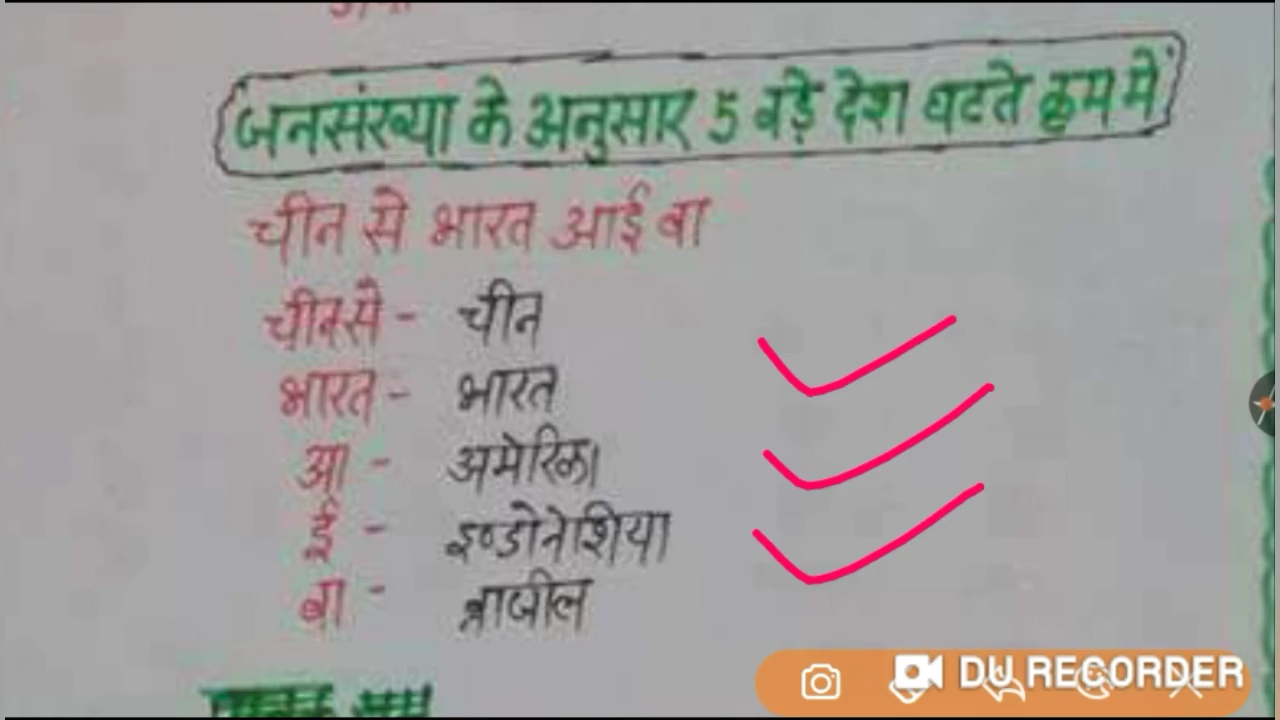 जनसंख्या के अनुसार 5 बड़े देश घटते क्रम में
चीन से भारत आई बा
चीनसे - चीन
भारत - भारत
आ - अमेरिका
ई - इण्डोनेशिया
बा - ब्राजील
DU RECORDER